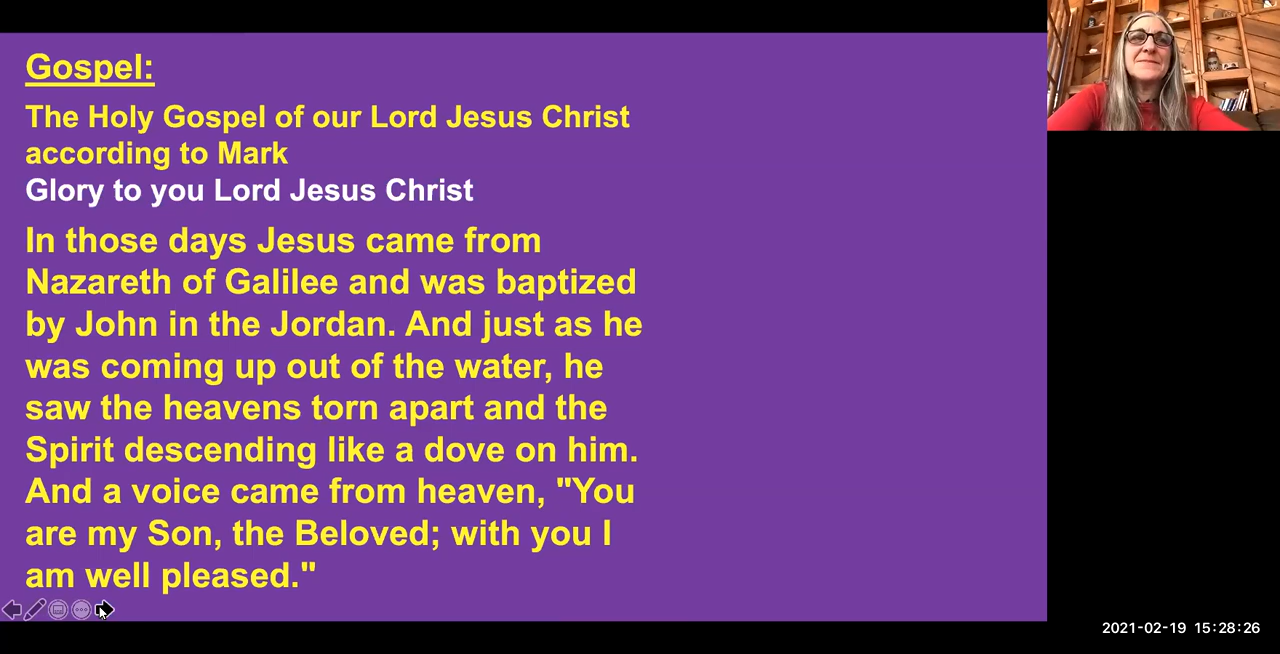 Gospel:
The Holy Gospel of our Lord Jesus Christ
according to Mark
Glory to you Lord Jesus Christ
In those days Jesus came from
Nazareth of Galilee and was baptized
by John in the Jordan. And just as he
was coming up out of the water, he
saw the heavens torn apart and the
Spirit descending like a dove on him.
And a voice came from heaven, "You
are my Son, the Beloved; with you I
am well pleased."
2021-02-19 15:28:26